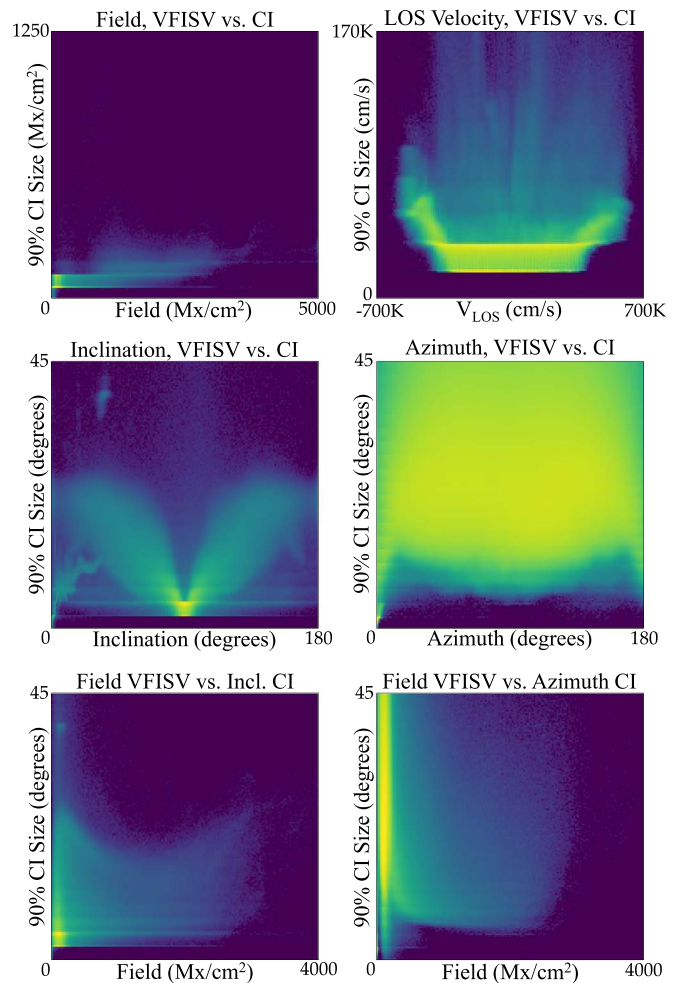 Field, VFISV vs. CI
1250
90% CI Size (Mx/cm²)
0
Field (Mx/cm²)
5000
LOS Velocity, VFISV vs. CI
170K
90% CI Size (cm/s)
0
-700K
V_LOS (cm/s)
700K
Inclination, VFISV vs. CI
45
90% CI Size (degrees)
0
Inclination (degrees)
180
Azimuth, VFISV vs. CI
45
90% CI Size (degrees)
0
Azimuth (degrees)
180
Field VFISV vs. Incl. CI
45
90% CI Size (degrees)
0
Field (Mx/cm²)
4000
Field VFISV vs. Azimuth CI
45
90% CI Size (degrees)
0
Field (Mx/cm²)
4000